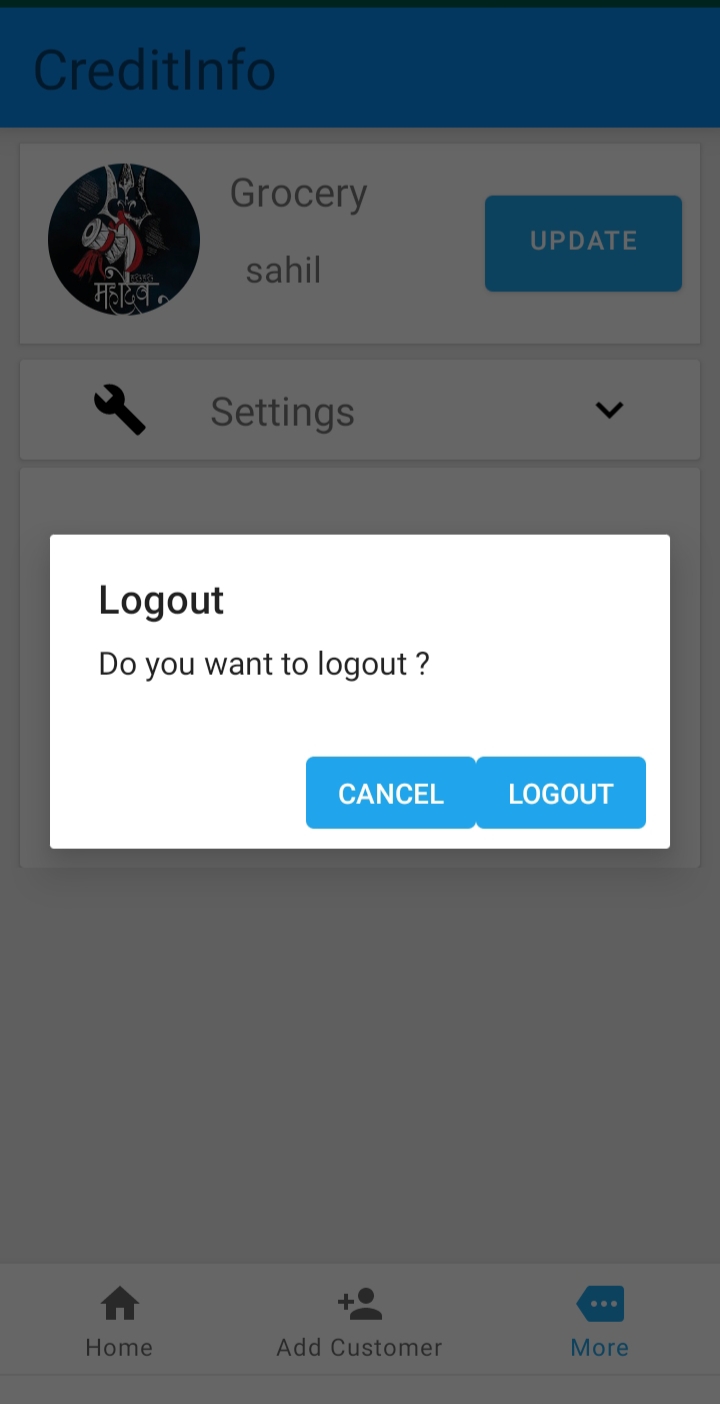 CreditInfo
महादेव
Grocery
sahil
UPDATE
Settings
Logout
Do you want to logout ?
CANCEL
LOGOUT
Home
Add Customer
More